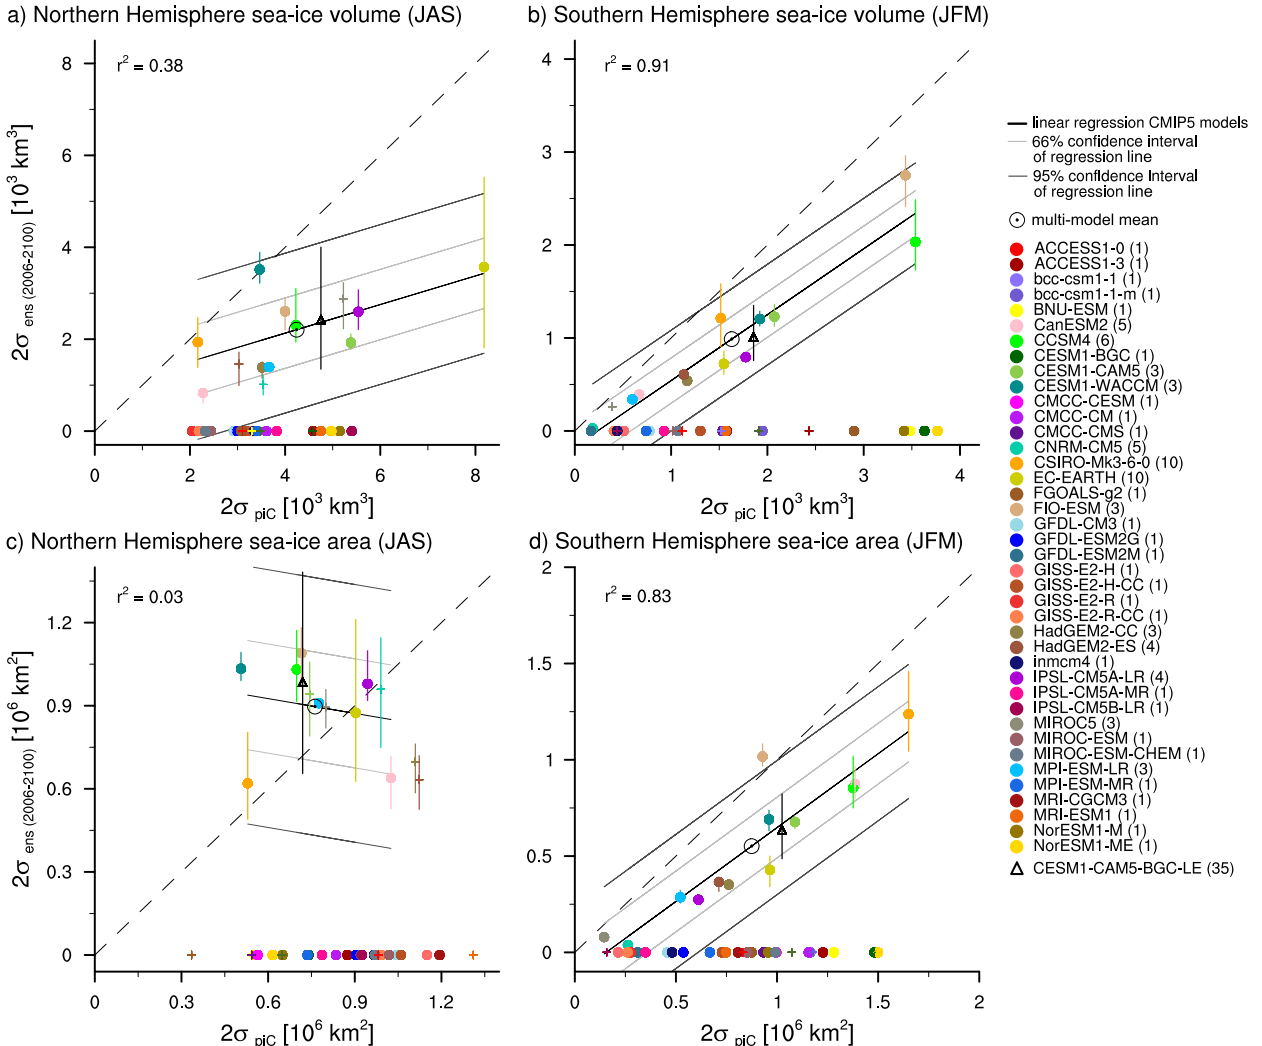 a) Northern Hemisphere sea-ice volume (JAS)
r² = 0.38
8
6
4
2
0
0
2
4
6
8
2σ ens (2006-2100) [10³ km³]
2σ piC [10³ km³]
b) Southern Hemisphere sea-ice volume (JFM)
r² = 0.91
4
3
2
1
0
0
1
2
3
4
2σ piC [10³ km³]
c) Northern Hemisphere sea-ice area (JAS)
r² = 0.03
1.2
0.9
0.6
0.3
0
0
0.3
0.6
0.9
1.2
2σ ens (2006-2100) [10⁶ km²]
2σ piC [10⁶ km²]
d) Southern Hemisphere sea-ice area (JFM)
r² = 0.83
2
1.5
1
0.5
0
0
0.5
1
1.5
2
2σ piC [10⁶ km²]
linear regression CMIP5 models
66% confidence interval
of regression line
95% confidence Interval
of regression line
multi-model mean
ACCESS1-0 (1)
ACCESS1-3 (1)
bcc-csm1-1 (1)
bcc-csm1-1-m (1)
BNU-ESM (1)
CanESM2 (5)
CCSM4 (6)
CESM1-BGC (1)
CESM1-CAM5 (3)
CESM1-WACCM (3)
CMCC-CESM (1)
CMCC-CM (1)
CMCC-CMS (1)
CNRM-CM5 (5)
CSIRO-Mk3-6-0 (10)
EC-EARTH (10)
FGOALS-g2 (1)
FIO-ESM (3)
GFDL-CM3 (1)
GFDL-ESM2G (1)
GFDL-ESM2M (1)
GISS-E2-H (1)
GISS-E2-H-CC (1)
GISS-E2-R (1)
GISS-E2-R-CC (1)
HadGEM2-CC (3)
HadGEM2-ES (4)
inmcm4 (1)
IPSL-CM5A-LR (4)
IPSL-CM5A-MR (1)
IPSL-CM5B-LR (1)
MIROC5 (3)
MIROC-ESM (1)
MIROC-ESM-CHEM (1)
MPI-ESM-LR (3)
MPI-ESM-MR (1)
MRI-CGCM3 (1)
MRI-ESM1 (1)
NorESM1-M (1)
NorESM1-ME (1)
CESM1-CAM5-BGC-LE (35)